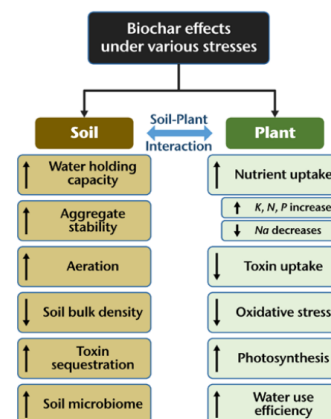 Biochar effects
under various stresses
Soil-Plant
Interaction
Soil
Plant
Water holding
capacity
Aggregate
stability
Aeration
Soil bulk density
Toxin
sequestration
Soil microbiome
Nutrient uptake
K, N, P increase
Na decreases
Toxin uptake
Oxidative stress
Photosynthesis
Water use
efficiency